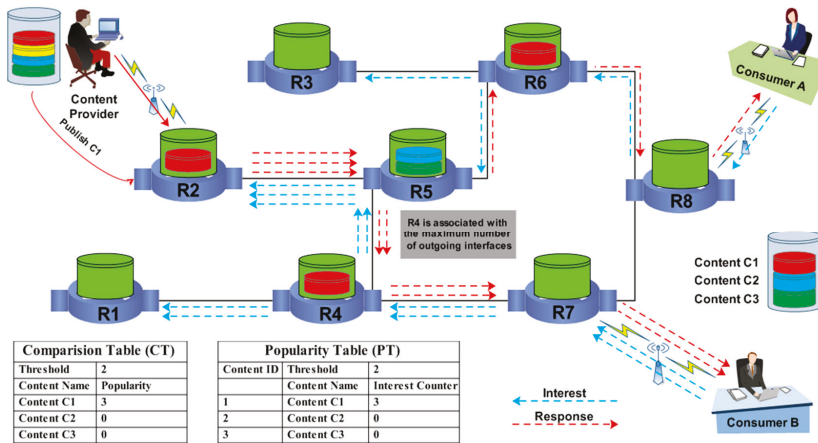 Content
Provider
Publish C1
R3
R6
Consumer A
R2
R5
R8
R4 is associated with
the maximum number
of outgoing interfaces
Content C1
Content C2
Content C3
R1
R4
R7
Comparision Table (CT)
Threshold 2
Content Name Popularity
Content C1 3
Content C2 0
Content C3 0
Popularity Table (PT)
Content ID Threshold 2
Content Name Interest Counter
1 Content C1 3
2 Content C2 0
3 Content C3 0
Interest
Response
Consumer B